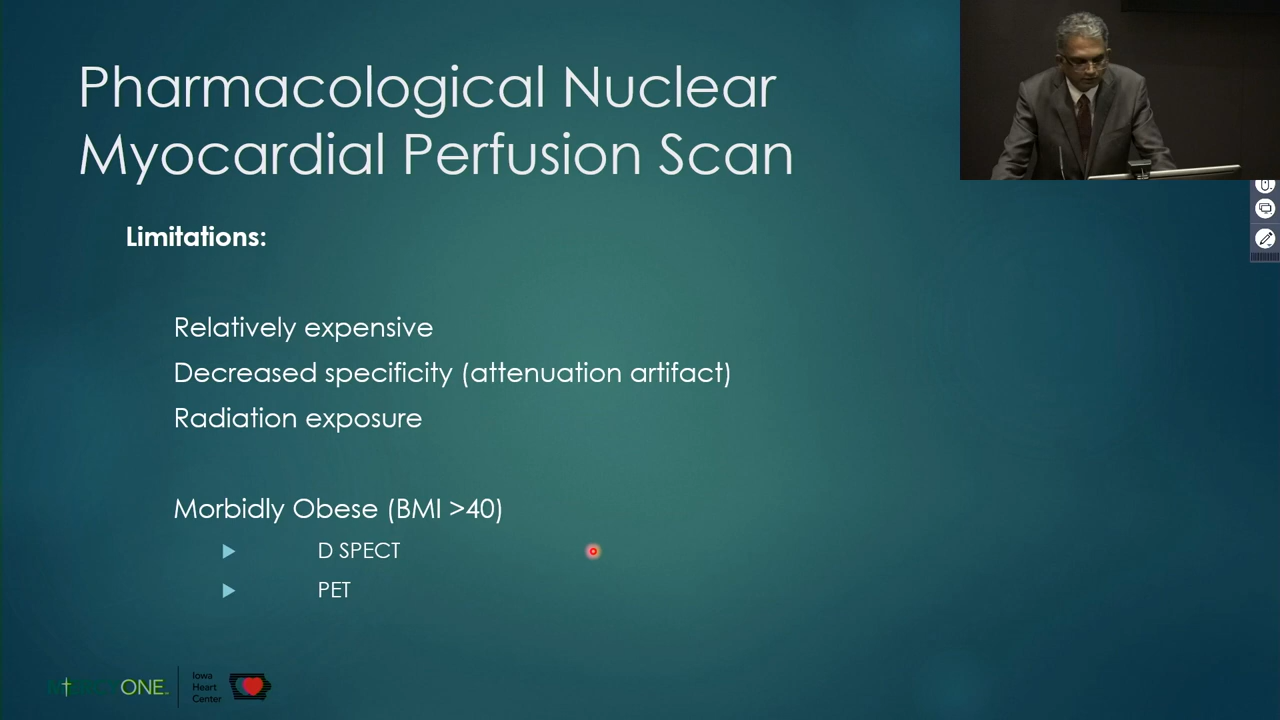 Pharmacological Nuclear
Myocardial Perfusion Scan
Limitations:
Relatively expensive
Decreased specificity (attenuation artifact)
Radiation exposure
Morbidly Obese (BMI >40)
D SPECT
PET
MERCYONE
Iowa
Heart
Center